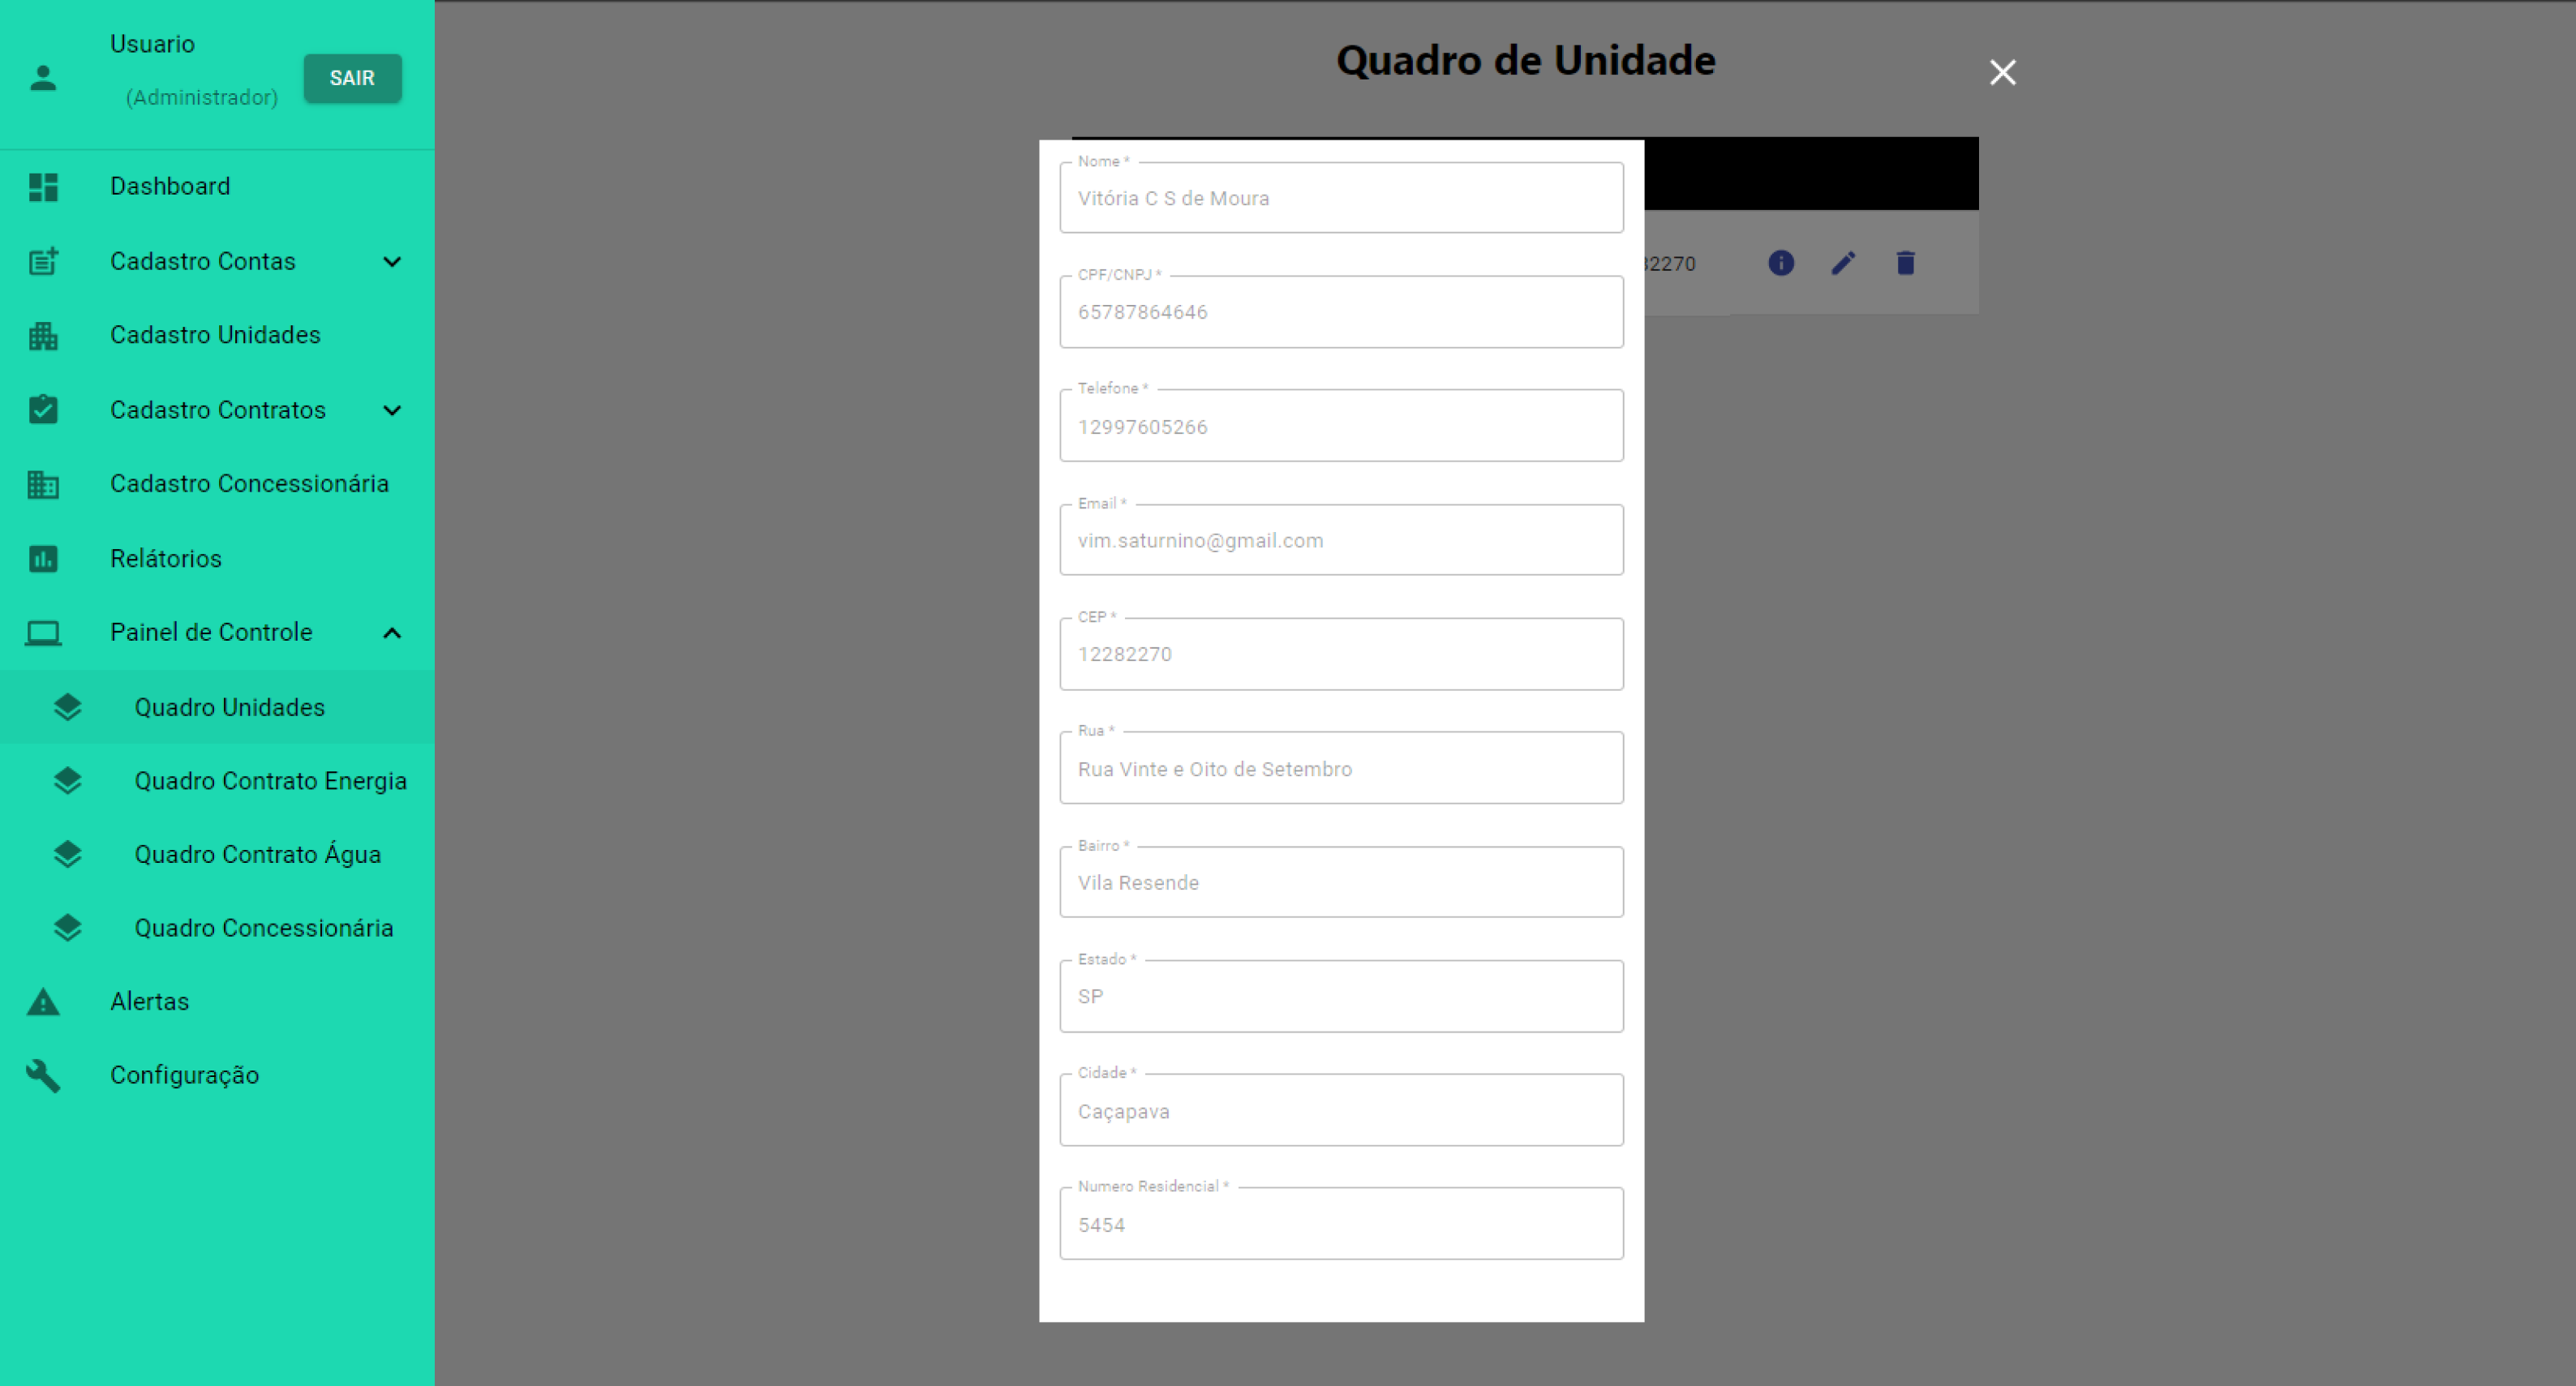 Usuario
(Administrador)
SAIR
Dashboard
Cadastro Contas
Cadastro Unidades
Cadastro Contratos
Cadastro Concessionária
Relátorios
Painel de Controle
Quadro Unidades
Quadro Contrato Energia
Quadro Contrato Água
Quadro Concessionária
Alertas
Configuração
Quadro de Unidade
Nome *
Vitória C S de Moura
CPF/CNPJ *
65787864646
Telefone *
12997605266
Email *
vim.saturnino@gmail.com
CEP *
12282270
Rua *
Rua Vinte e Oito de Setembro
Bairro *
Vila Resende
Estado *
SP
Cidade *
Caçapava
Numero Residencial *
5454